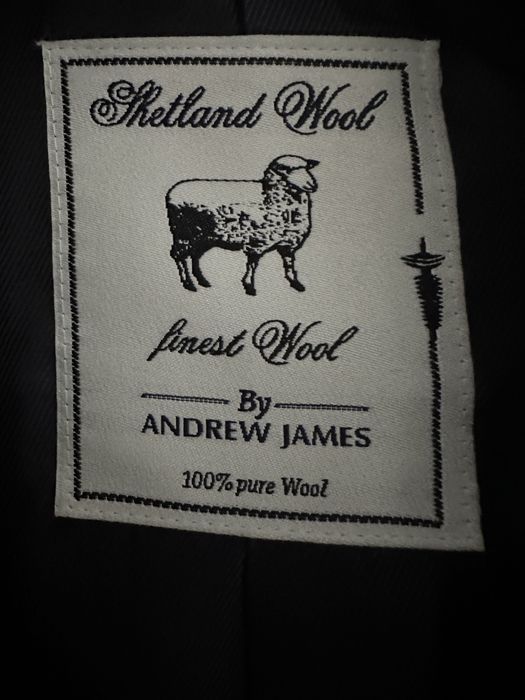 Shetland Wool
finest Wool
By
ANDREW JAMES
100% pure Wool